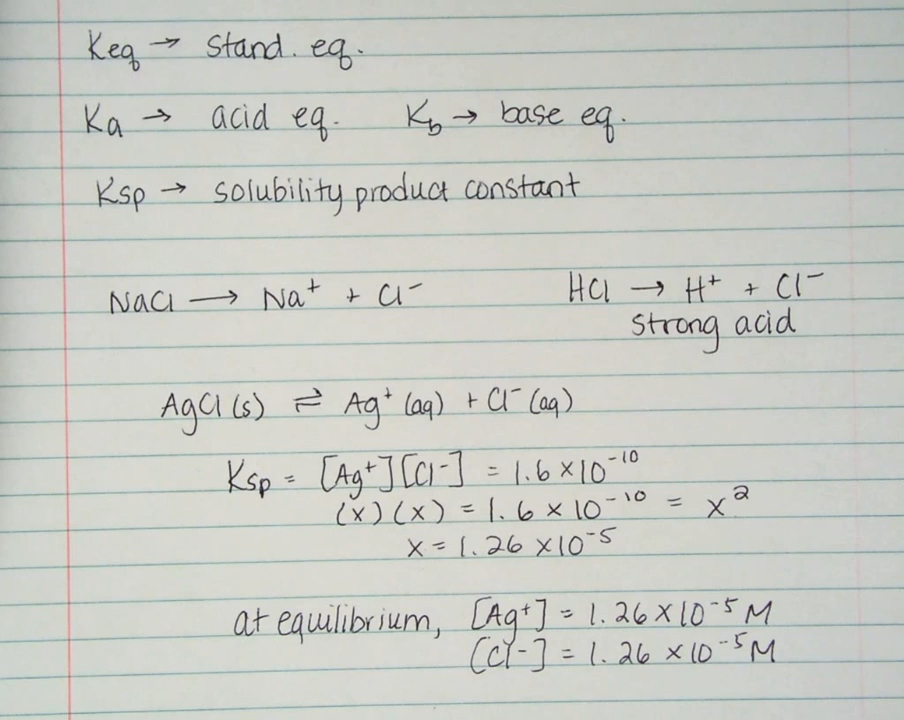 Keq → stand. eq.
Ka → acid eq. Kb → base eq.
Ksp → solubility product constant
NaCl → Na⁺ + Cl⁻ HCl → H⁺ + Cl⁻
strong acid
AgCl (s) ⇌ Ag⁺ (aq) + Cl⁻ (aq)
Ksp = [Ag⁺][Cl⁻] = 1.6 × 10⁻¹⁰
(x)(x) = 1.6 × 10⁻¹⁰ = x²
x = 1.26 × 10⁻⁵
at equilibrium, [Ag⁺] = 1.26 × 10⁻⁵ M
[Cl⁻] = 1.26 × 10⁻⁵ M